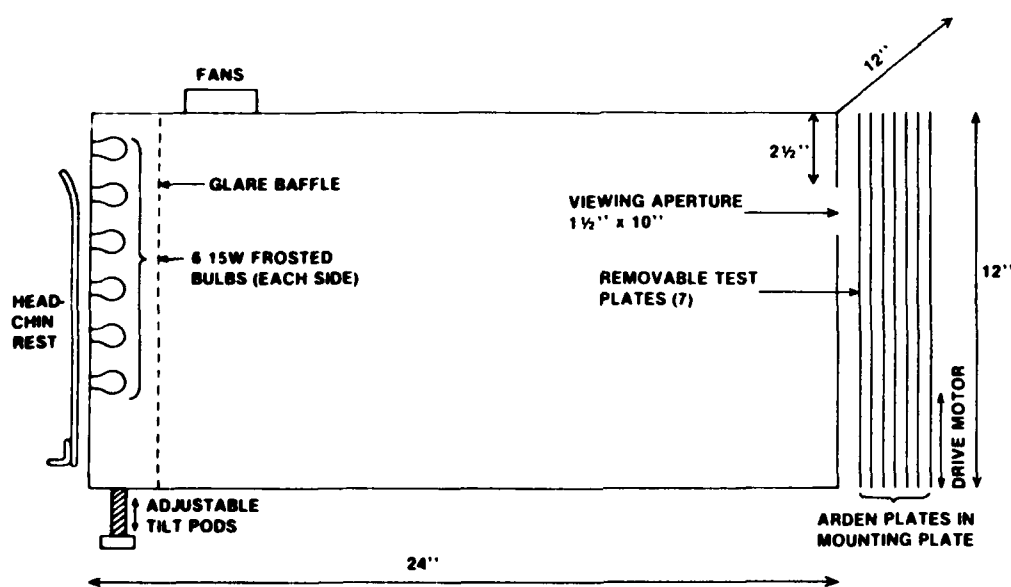 FANS
12''
2½''
GLARE BAFFLE
VIEWING APERTURE
1½'' x 10''
6 15W FROSTED
BULBS (EACH SIDE)
REMOVABLE TEST
PLATES (7)
12''
HEAD-
CHIN
REST
DRIVE MOTOR
ADJUSTABLE
TILT PODS
ARDEN PLATES IN
MOUNTING PLATE
24''